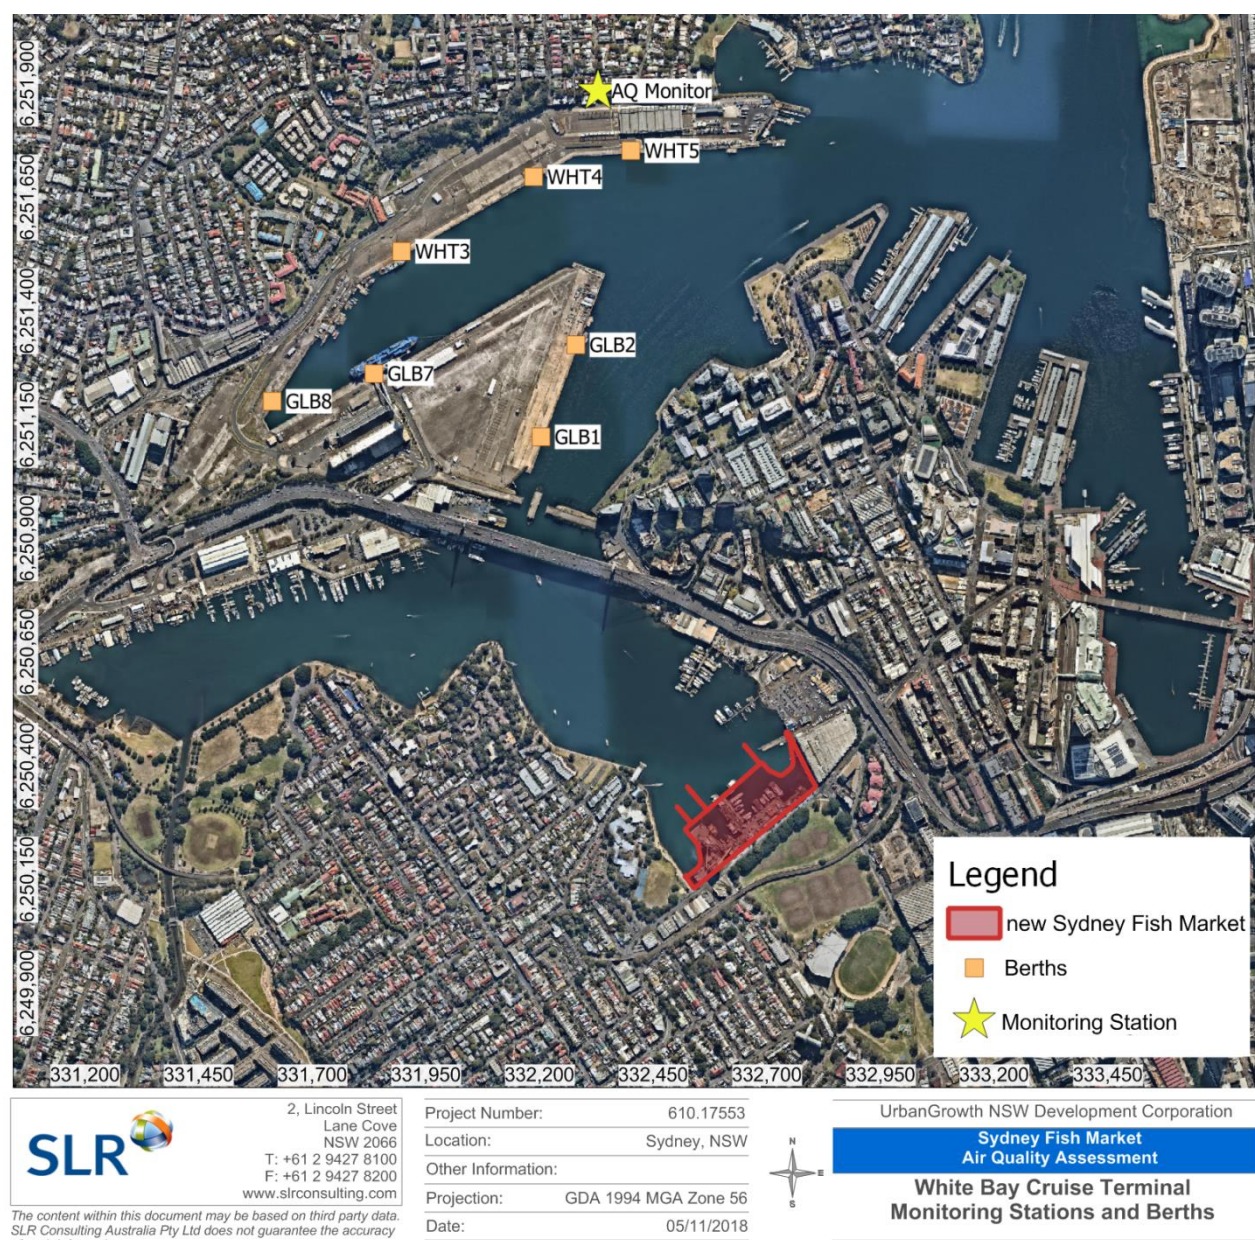 AQ Monitor
WHT5
WHT4
WHT3
GLB2
GLB7
GLB8
GLB1
6,251,900
6,251,650
6,251,400
6,251,150
6,250,900
6,250,650
6,250,400
6,250,150
6,249,900
331,200
331,450
331,700
331,950
332,200
332,450
332,700
332,950
333,200
333,450
Legend
new Sydney Fish Market
Berths
Monitoring Station
SLR
2, Lincoln Street
Lane Cove
NSW 2066
T: +61 2 9427 8100
F: +61 2 9427 8200
www.slrconsulting.com
The content within this document may be based on third party data.
SLR Consulting Australia Pty Ltd does not guarantee the accuracy
Project Number: 610.17553
Location: Sydney, NSW
Other Information:
Projection: GDA 1994 MGA Zone 56
Date: 05/11/2018
N
E
S
UrbanGrowth NSW Development Corporation
Sydney Fish Market
Air Quality Assessment
White Bay Cruise Terminal
Monitoring Stations and Berths